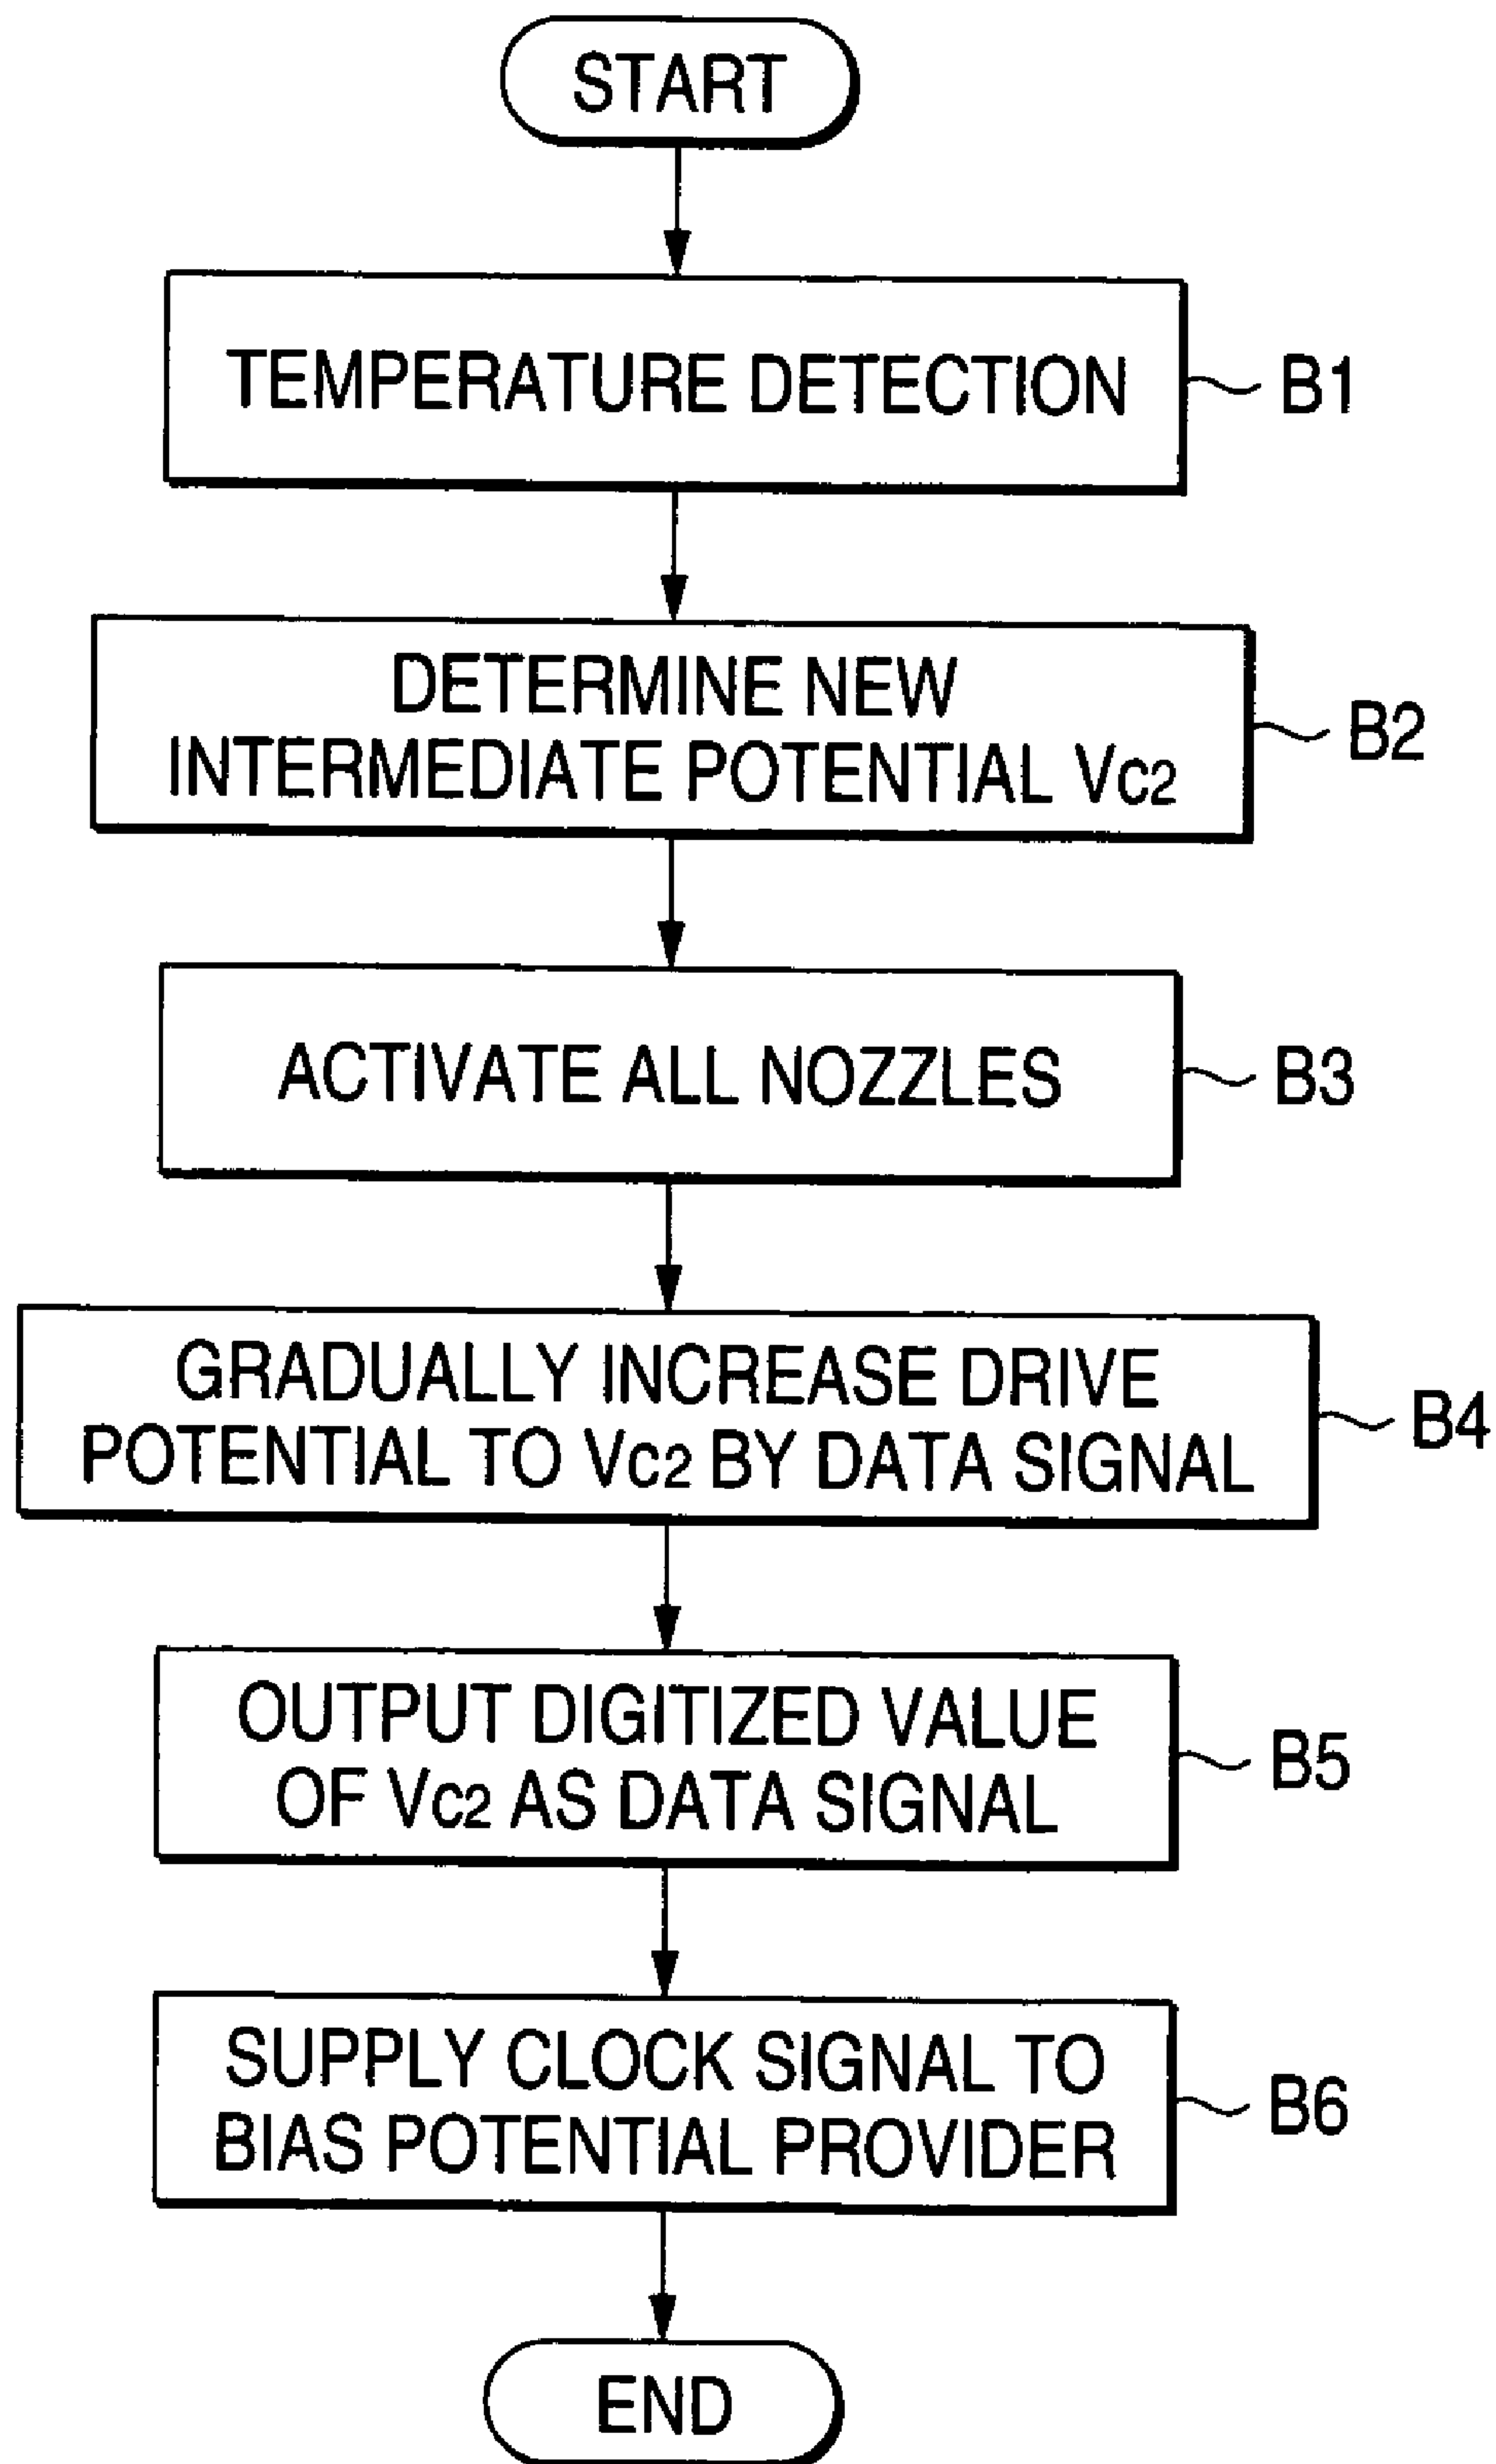 START
TEMPERATURE DETECTION
B1
DETERMINE NEW
INTERMEDIATE POTENTIAL Vc2
B2
ACTIVATE ALL NOZZLES
B3
GRADUALLY INCREASE DRIVE
POTENTIAL TO Vc2 BY DATA SIGNAL
B4
OUTPUT DIGITIZED VALUE
OF Vc2 AS DATA SIGNAL
B5
SUPPLY CLOCK SIGNAL TO
BIAS POTENTIAL PROVIDER
B6
END